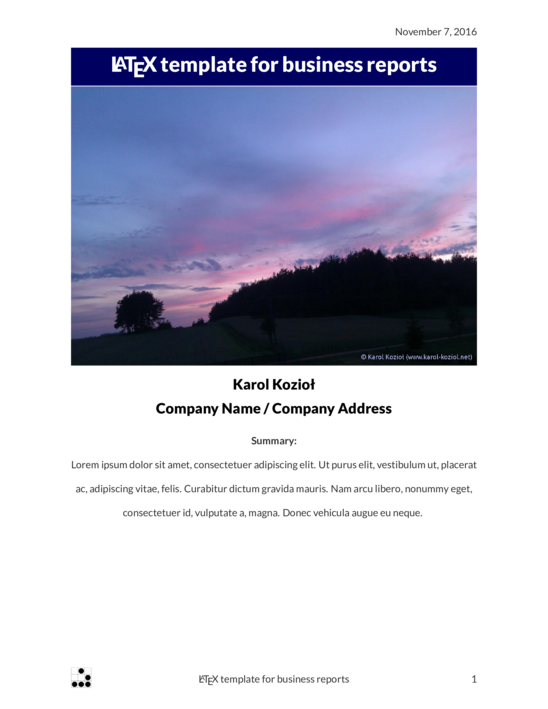 November 7, 2016
LATEX template for business reports
© Karol Kozioł (www.karol-koziol.net)
Karol Kozioł
Company Name / Company Address
Summary:
Lorem ipsum dolor sit amet, consectetuer adipiscing elit. Ut purus elit, vestibulum ut, placerat
ac, adipiscing vitae, felis. Curabitur dictum gravida mauris. Nam arcu libero, nonummy eget,
consectetuer id, vulputate a, magna. Donec vehicula augue eu neque.
LATEX template for business reports 1